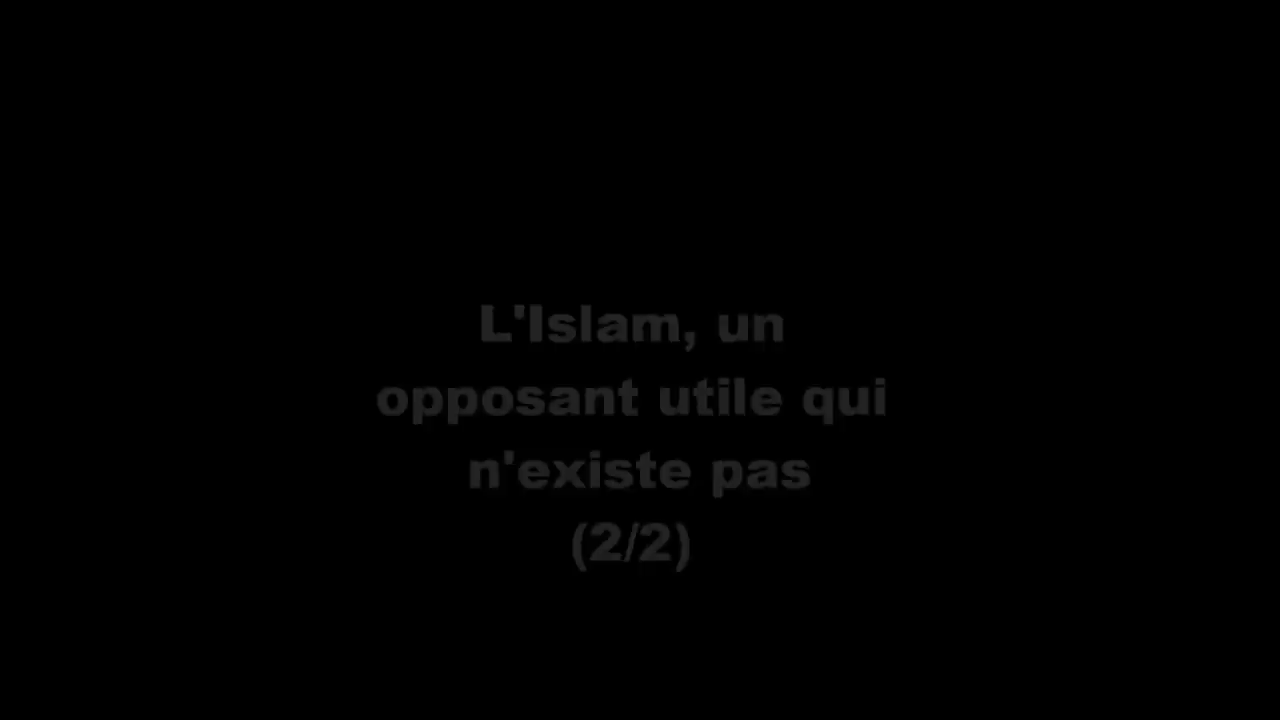 L'Islam, un
opposant utile qui
n'existe pas
(2/2)